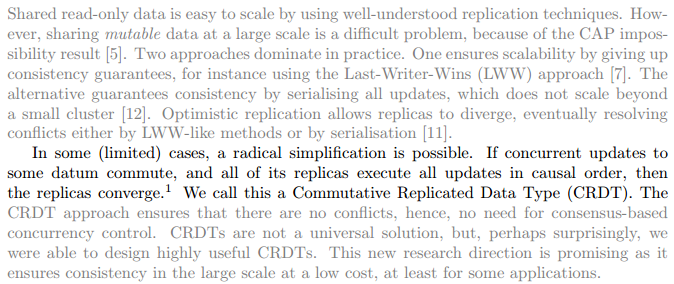 Shared read-only data is easy to scale by using well-understood replication techniques. How-
ever, sharing mutable data at a large scale is a difficult problem, because of the CAP impos-
sibility result [5]. Two approaches dominate in practice. One ensures scalability by giving up
consistency guarantees, for instance using the Last-Writer-Wins (LWW) approach [7]. The
alternative guarantees consistency by serialising all updates, which does not scale beyond
a small cluster [12]. Optimistic replication allows replicas to diverge, eventually resolving
conflicts either by LWW-like methods or by serialisation [11].
In some (limited) cases, a radical simplification is possible. If concurrent updates to
some datum commute, and all of its replicas execute all updates in causal order, then
the replicas converge.¹ We call this a Commutative Replicated Data Type (CRDT). The
CRDT approach ensures that there are no conflicts, hence, no need for consensus-based
concurrency control. CRDTs are not a universal solution, but, perhaps surprisingly, we
were able to design highly useful CRDTs. This new research direction is promising as it
ensures consistency in the large scale at a low cost, at least for some applications.